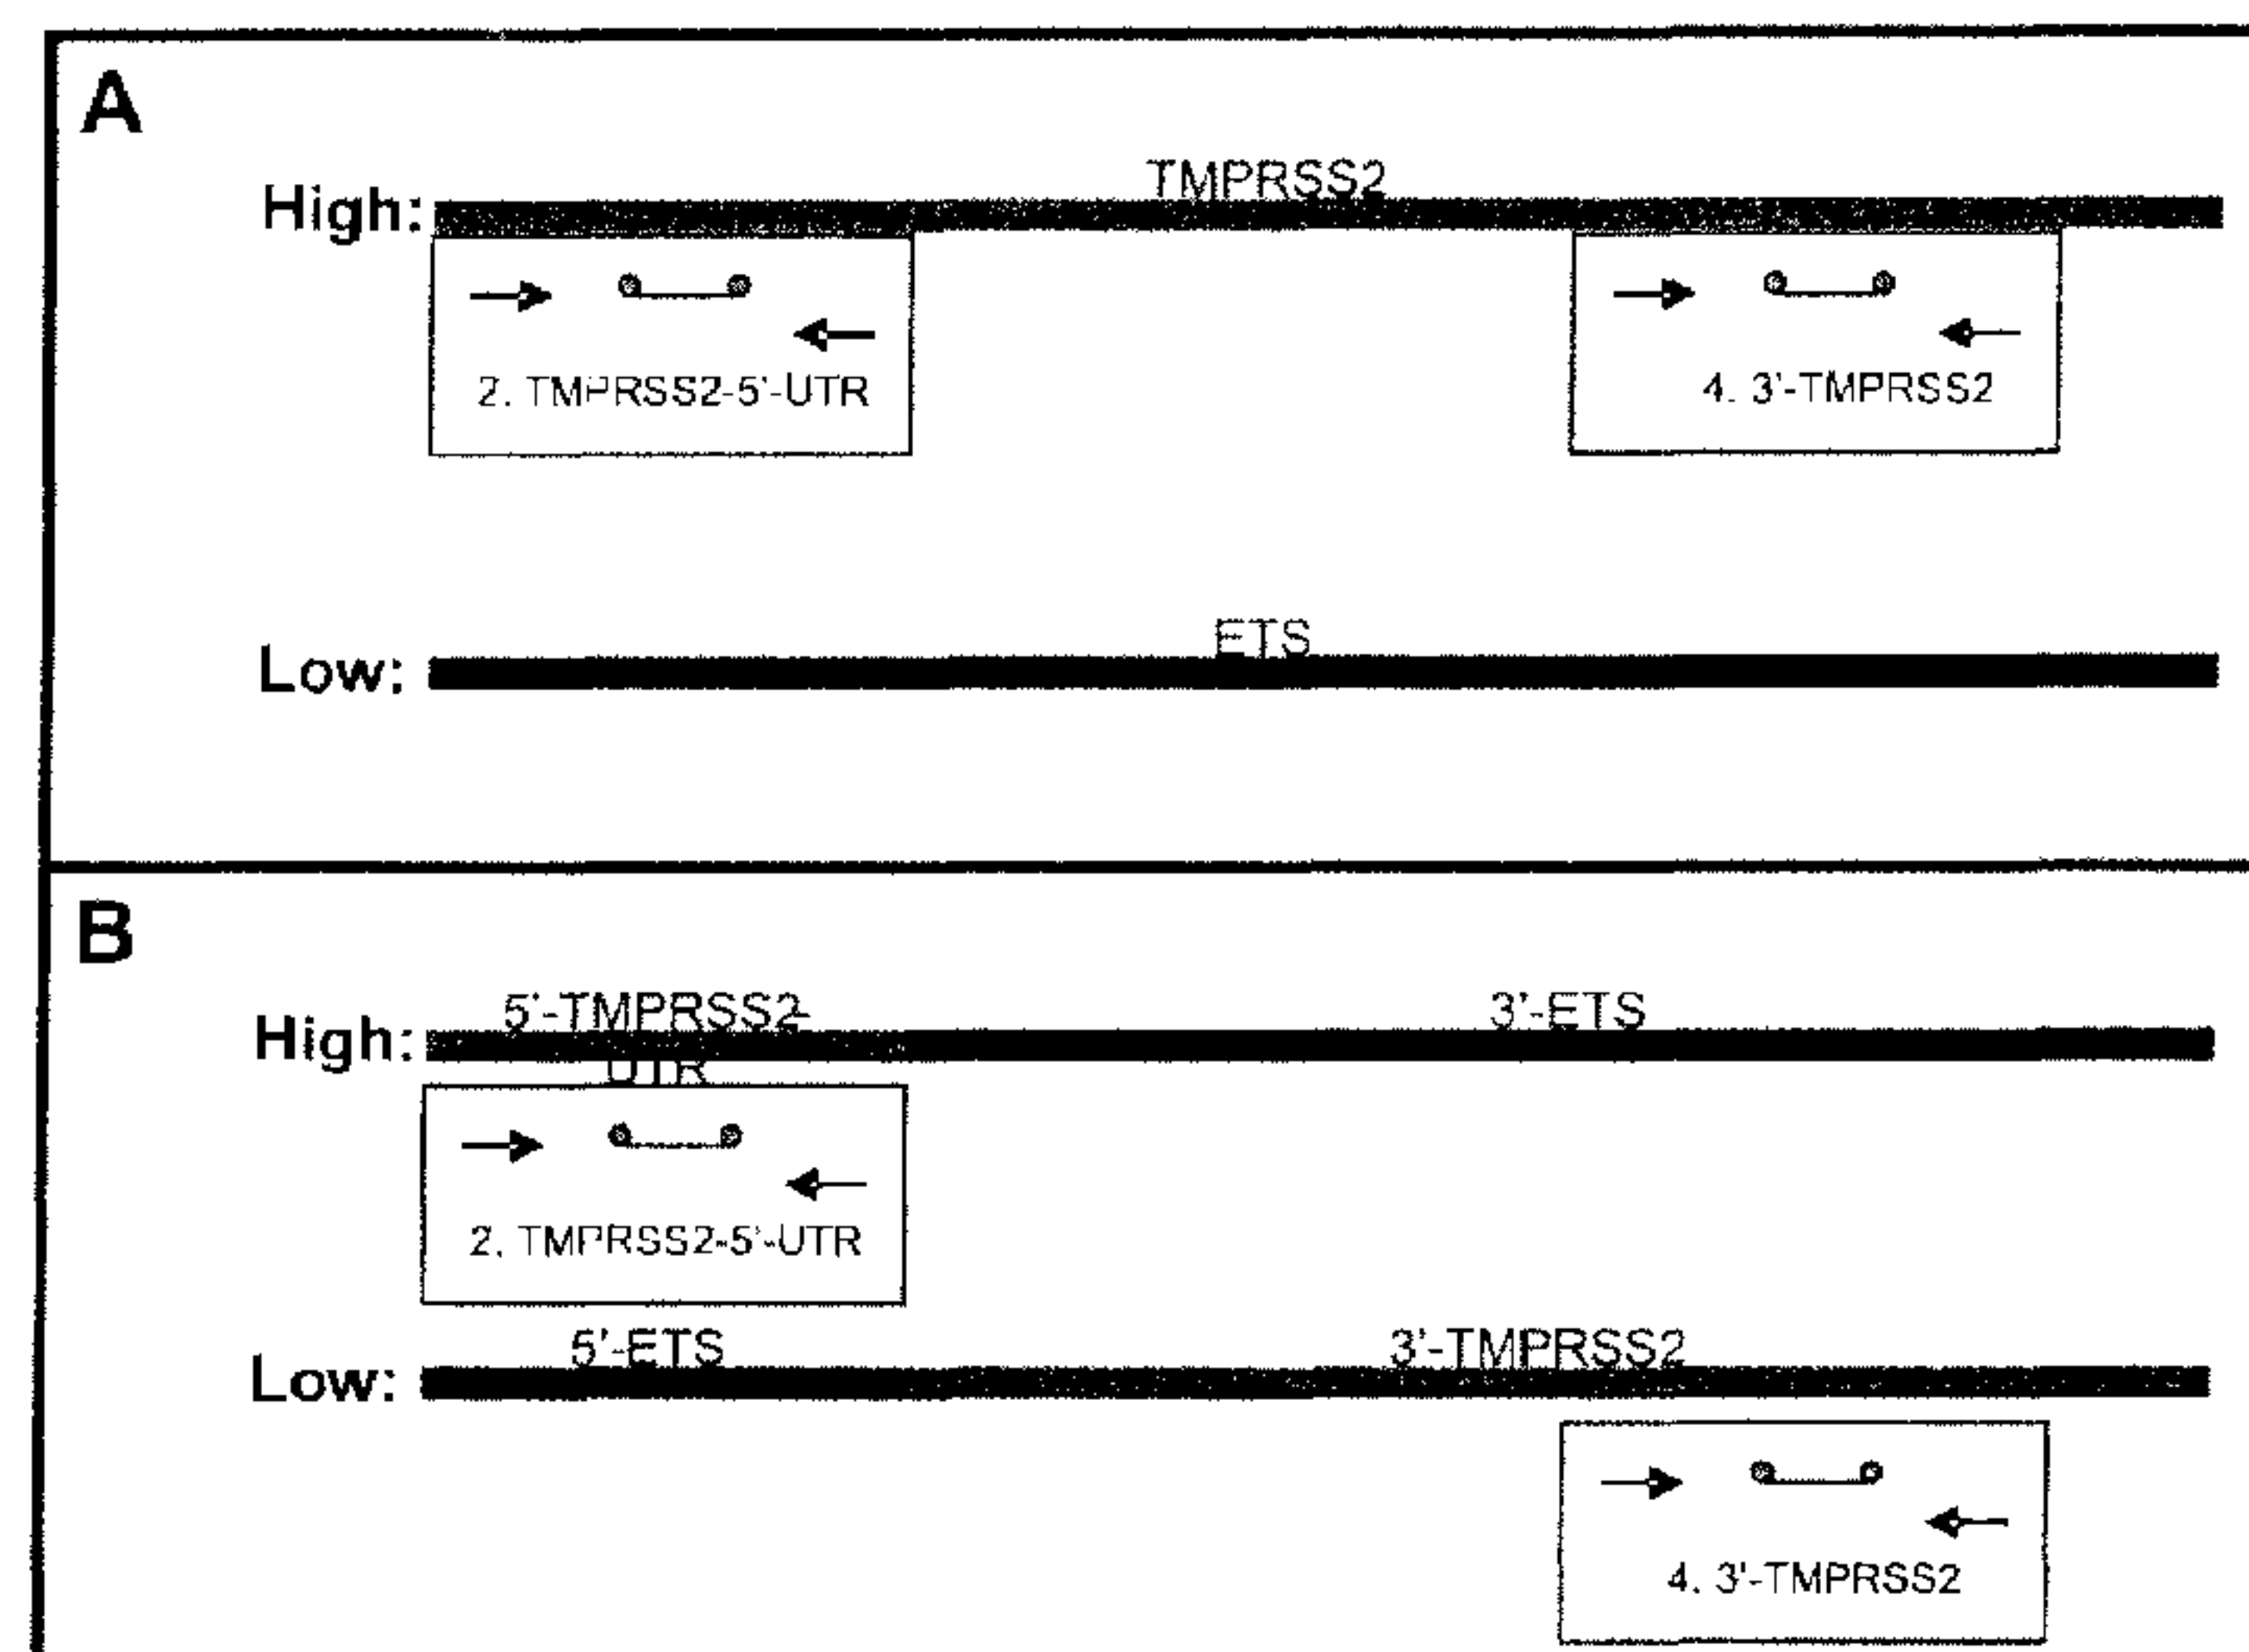 A
TMPRSS2
High:
2. TMPRSS2-5'-UTR
4. 3'-TMPRSS2
ETS
Low:
B
5'-TMPRSS2-
UTR
3'-ETS
High:
2. TMPRSS2-5'-UTR
5'-ETS
3'-TMPRSS2
Low:
4. 3'-TMPRSS2